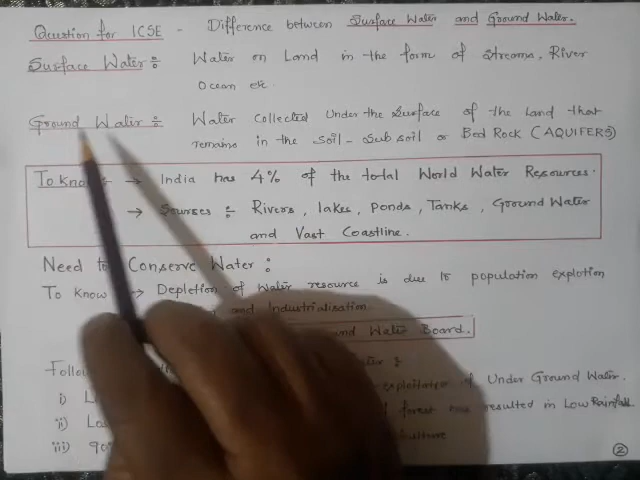 Question for ICSE - Difference between Surface Water and Ground Water.
Surface Water :- Water on Land in the form of Streams, River
Ocean etc
Ground Water :- Water Collected Under the Surface of the Land that
remains in the Soil - Sub soil or Bed Rock (AQUIFERS)
To Know → India has 4% of the total World Water Resources.
→ Sourses :- Rivers, lakes, Ponds, Tanks, Ground Water
and Vast Coastline.
Need to Conserve Water :
To Know → Depletion of Water resource is due to population explotion
and Industrialisation.
Water Board.
Follo
i) exploitation of Under Ground Water.
ii) forest has resulted in Low Rainfall
iii)
2